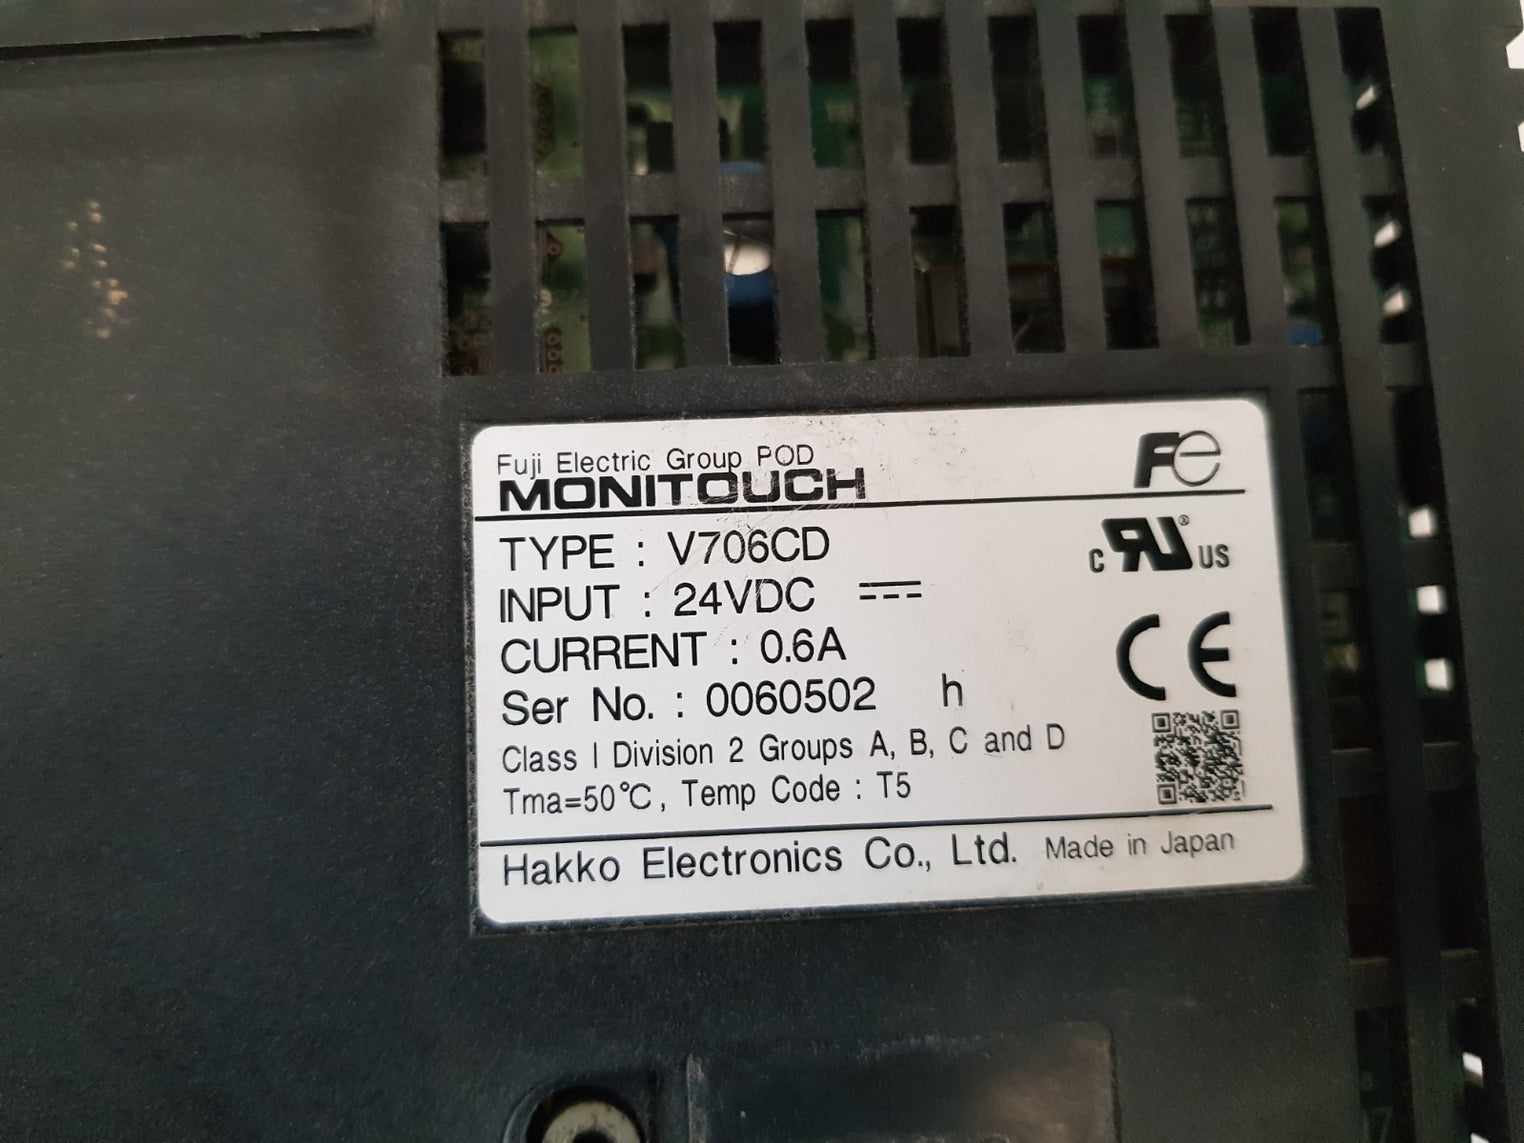 Fuji Electric Group POD
MONITOUCH
Fe
TYPE : V706CD
INPUT : 24VDC
CURRENT : 0.6A
Ser No. : 0060502 h
Class I Division 2 Groups A, B, C and D
Tma=50℃, Temp Code : T5
c RU® US
CE
Hakko Electronics Co., Ltd. Made in Japan